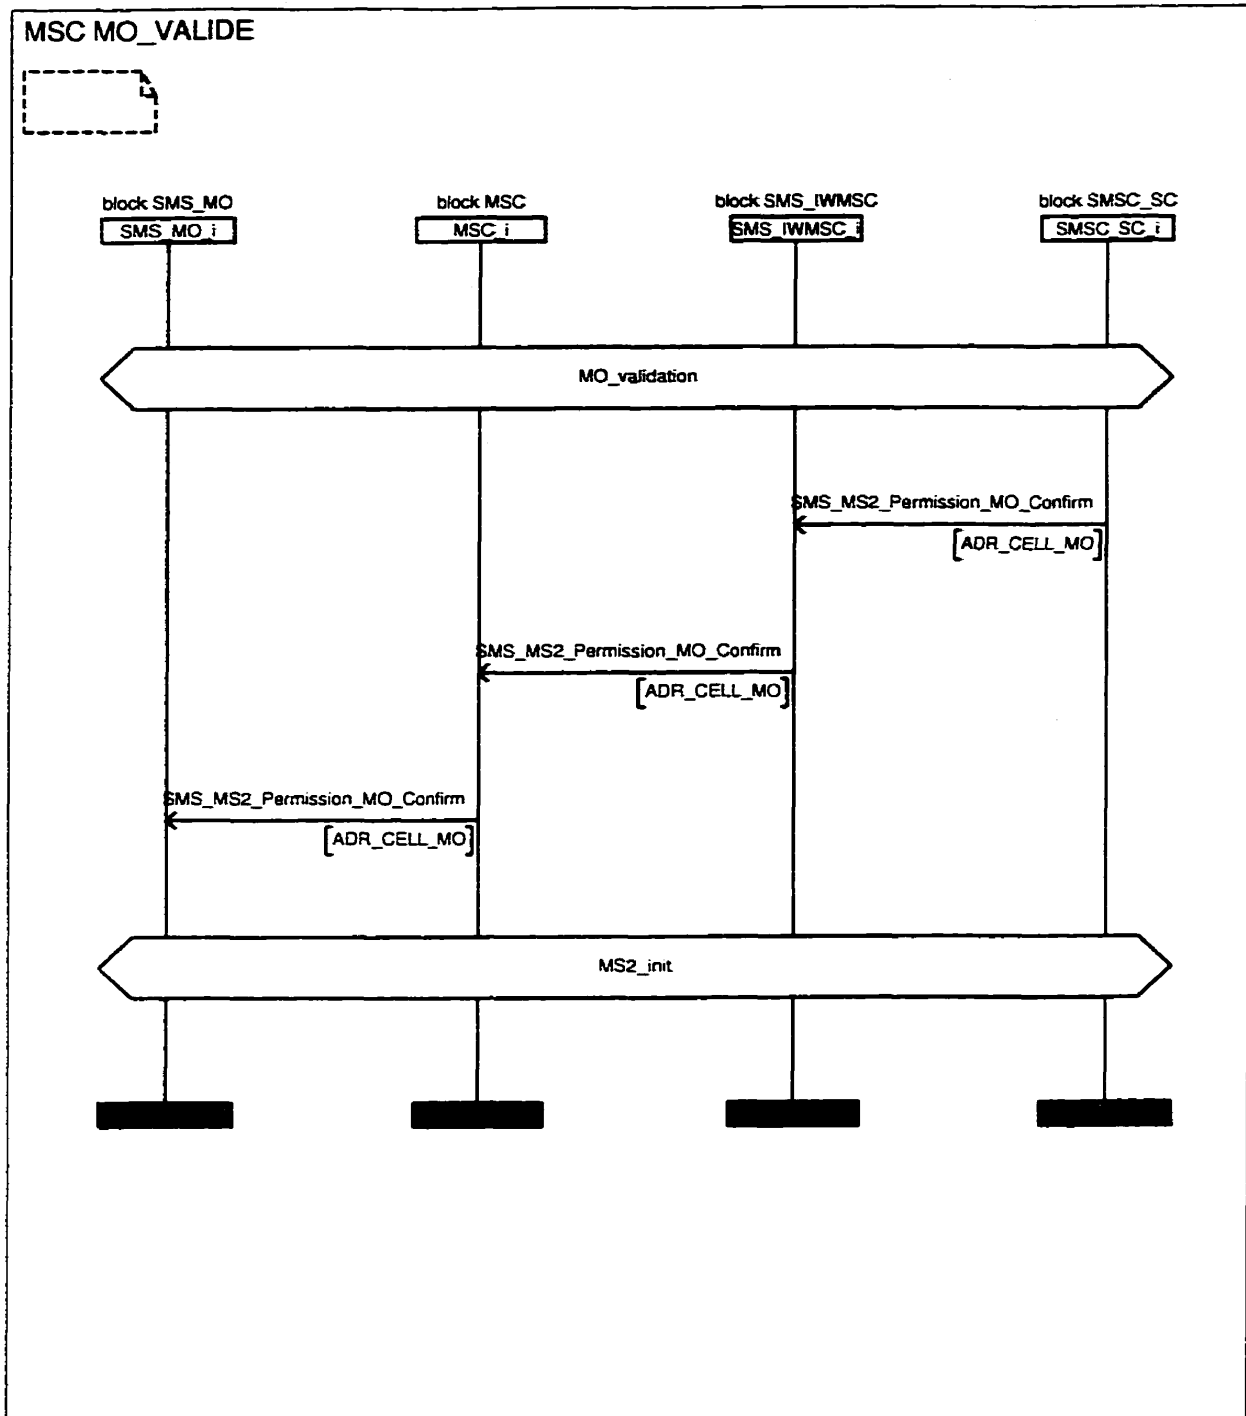 MSC MO_VALIDE
block SMS_MO block MSC block SMS_IWMSC block SMSC_SC
SMS_MO_i MSC_i SMS_IWMSC_i SMSC_SC_i
MO_validation
SMS_MS2_Permission_MO_Confirm
ADR_CELL_MO
SMS_MS2_Permission_MO_Confirm
ADR_CELL_MO
SMS_MS2_Permission_MO_Confirm
ADR_CELL_MO
MS2_init